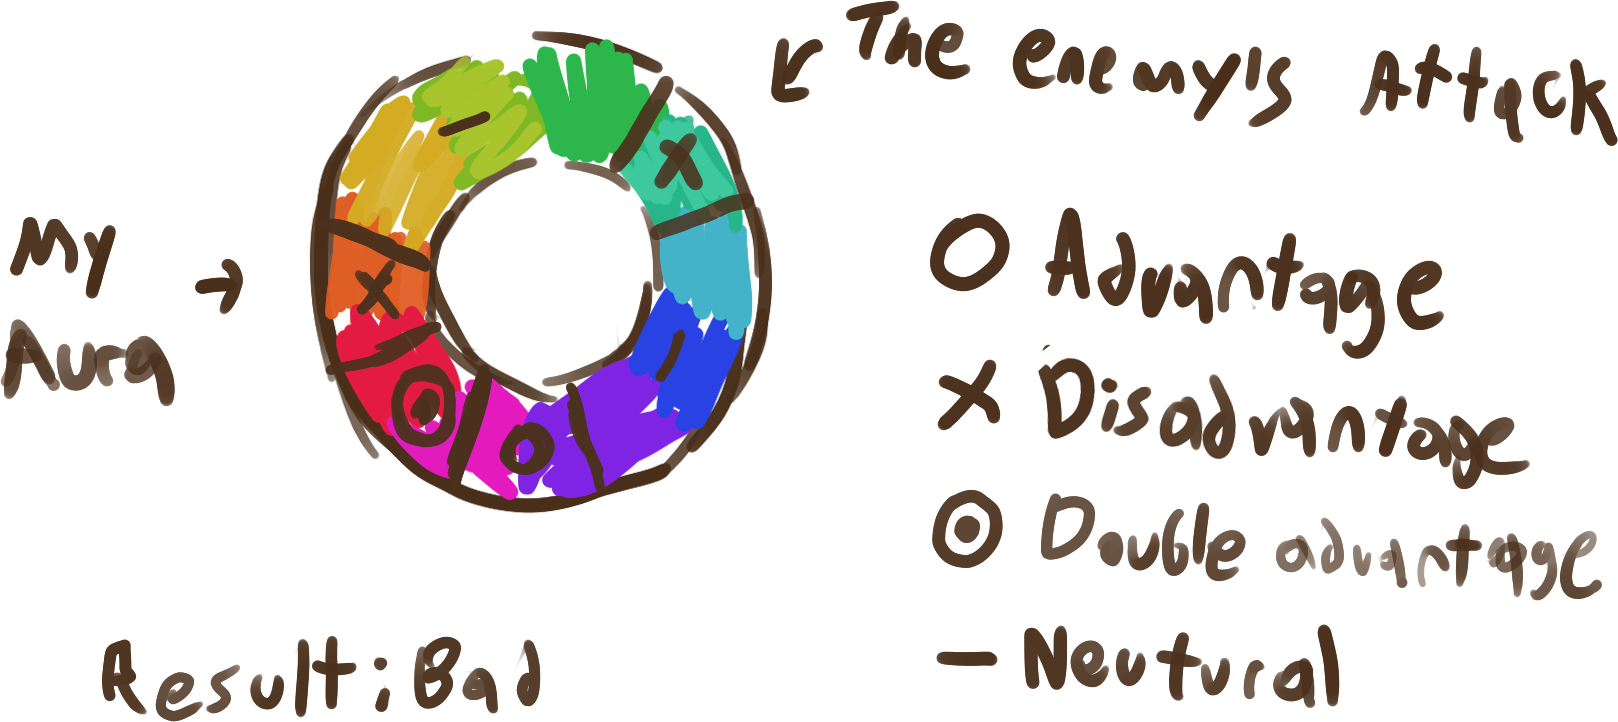 The enemy's Attack
My
Aura
→
O Advantage
X Disadvantage
◎ Double advantage
— Neutural
Result: Bad